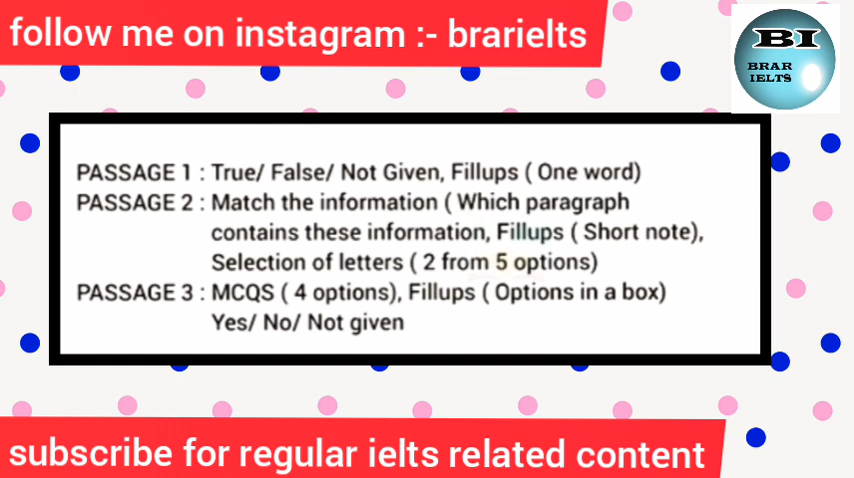 follow me on instagram :- brarielts
BI
BRAR
IELTS
PASSAGE 1 : True/ False/ Not Given, Fillups ( One word)
PASSAGE 2 : Match the information ( Which paragraph
contains these information, Fillups ( Short note),
Selection of letters ( 2 from 5 options)
PASSAGE 3 : MCQS ( 4 options), Fillups ( Options in a box)
Yes/ No/ Not given
subscribe for regular ielts related content